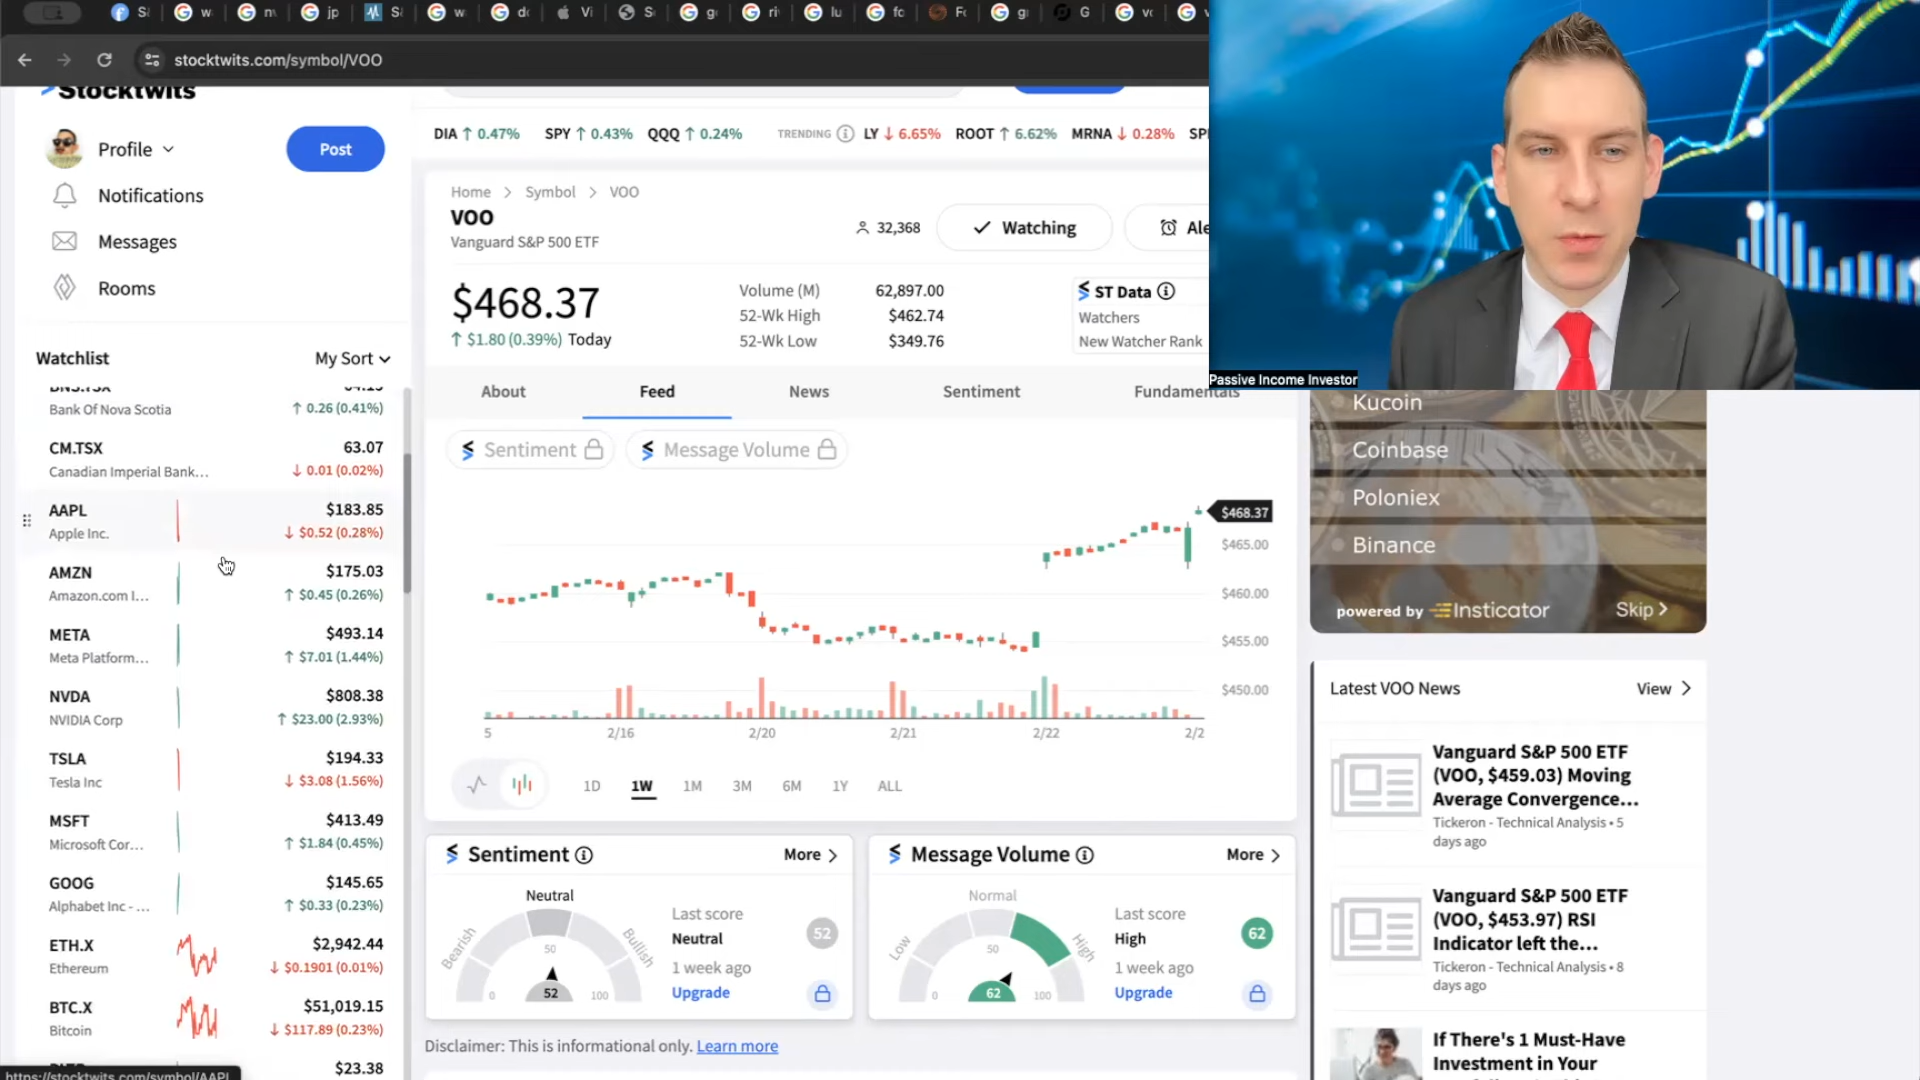 stocktwits.com/symbol/VOO
Stocktwits
Profile
Post
Notifications
Messages
Rooms
Watchlist
My Sort
Bank Of Nova Scotia
↑ 0.26 (0.41%)
CM.TSX
63.07
Canadian Imperial Bank...
↓ 0.01 (0.02%)
AAPL
$183.85
Apple Inc.
↓ $0.52 (0.28%)
AMZN
$175.03
Amazon.com I...
↑ $0.45 (0.26%)
META
$493.14
Meta Platform...
↑ $7.01 (1.44%)
NVDA
$808.38
NVIDIA Corp
↑ $23.00 (2.93%)
TSLA
$194.33
Tesla Inc
↓ $3.08 (1.56%)
MSFT
$413.49
Microsoft Cor...
↑ $1.84 (0.45%)
GOOG
$145.65
Alphabet Inc - ...
↑ $0.33 (0.23%)
ETH.X
$2,942.44
Ethereum
↓ $0.1901 (0.01%)
BTC.X
$51,019.15
Bitcoin
↓ $117.89 (0.23%)
$23.38
https://stocktwits.com/symbol/AAPL
DIA ↑ 0.47% SPY ↑ 0.43% QQQ ↑ 0.24% TRENDING LY ↓ 6.65% ROOT ↑ 6.62% MRNA ↓ 0.28%
Home > Symbol > VOO
VOO
Vanguard S&P 500 ETF
32,368
Watching
$468.37
↑ $1.80 (0.39%) Today
Volume (M) 62,897.00
52-Wk High $462.74
52-Wk Low $349.76
ST Data
Watchers
New Watcher Rank
About
Feed
News
Sentiment
Fundamentals
Sentiment
Message Volume
$468.37
$465.00
$460.00
$455.00
$450.00
5
2/16
2/20
2/21
2/22
2/2
1D
1W
1M
3M
6M
1Y
ALL
Sentiment
More >
Neutral
Bearish
Bullish
50
0
100
52
Last score
Neutral
52
1 week ago
Upgrade
Message Volume
More >
Normal
Low
High
50
0
100
62
Last score
High
62
1 week ago
Upgrade
Disclaimer: This is informational only. Learn more
Passive Income Investor
Kucoin
Coinbase
Poloniex
Binance
powered by Insticator
Skip >
Latest VOO News
View >
Vanguard S&P 500 ETF
(VOO, $459.03) Moving
Average Convergence...
Tickeron - Technical Analysis • 5
days ago
Vanguard S&P 500 ETF
(VOO, $453.97) RSI
Indicator left the...
Tickeron - Technical Analysis • 8
days ago
If There's 1 Must-Have
Investment in Your